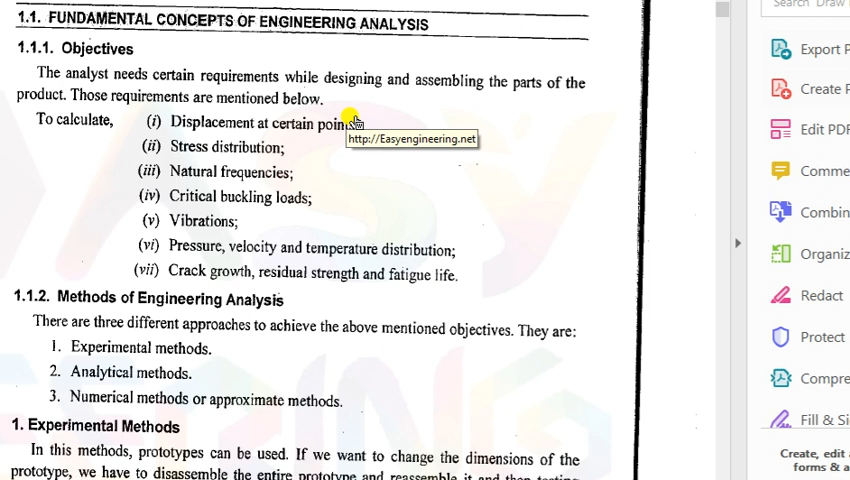 1.1. FUNDAMENTAL CONCEPTS OF ENGINEERING ANALYSIS
1.1.1. Objectives
The analyst needs certain requirements while designing and assembling the parts of the
product. Those requirements are mentioned below.
To calculate, (i) Displacement at certain points
http://Easyengineering.net
(ii) Stress distribution;
(iii) Natural frequencies;
(iv) Critical buckling loads;
(v) Vibrations;
(vi) Pressure, velocity and temperature distribution;
(vii) Crack growth, residual strength and fatigue life.
1.1.2. Methods of Engineering Analysis
There are three different approaches to achieve the above mentioned objectives. They are:
1. Experimental methods.
2. Analytical methods.
3. Numerical methods or approximate methods.
1. Experimental Methods
In this methods, prototypes can be used. If we want to change the dimensions of the
prototype, we have to disassemble the entire prototype and reassemble it and then testing
Search 'Draw
Export P
Create P
Edit PDF
Comme
Combin
Organiz
Redact
Protect
Compre
Fill & Si
Create, edit
forms & a